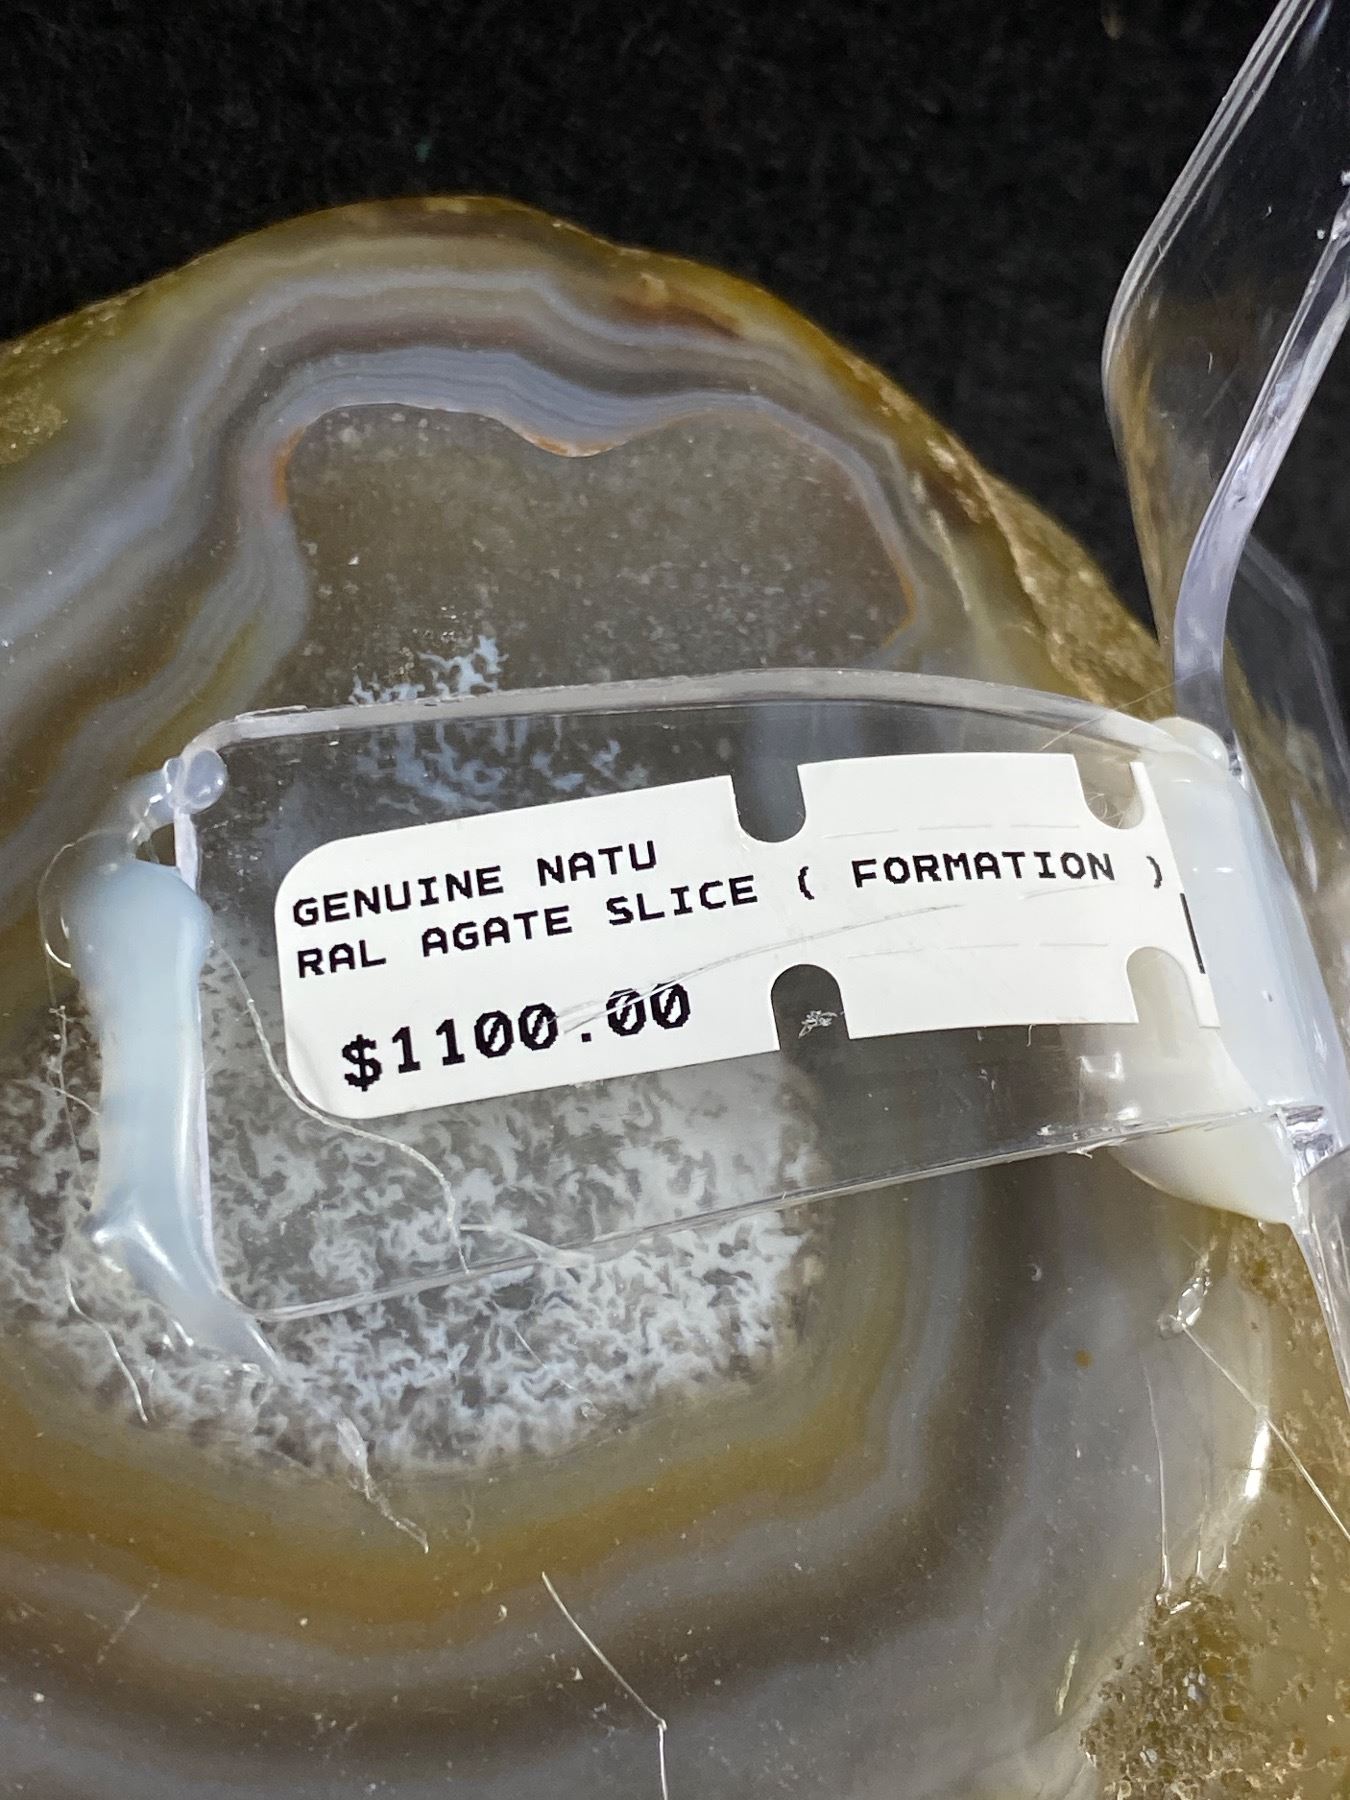 GENUINE NATU
RAL AGATE SLICE ( FORMATION )
$1100.00